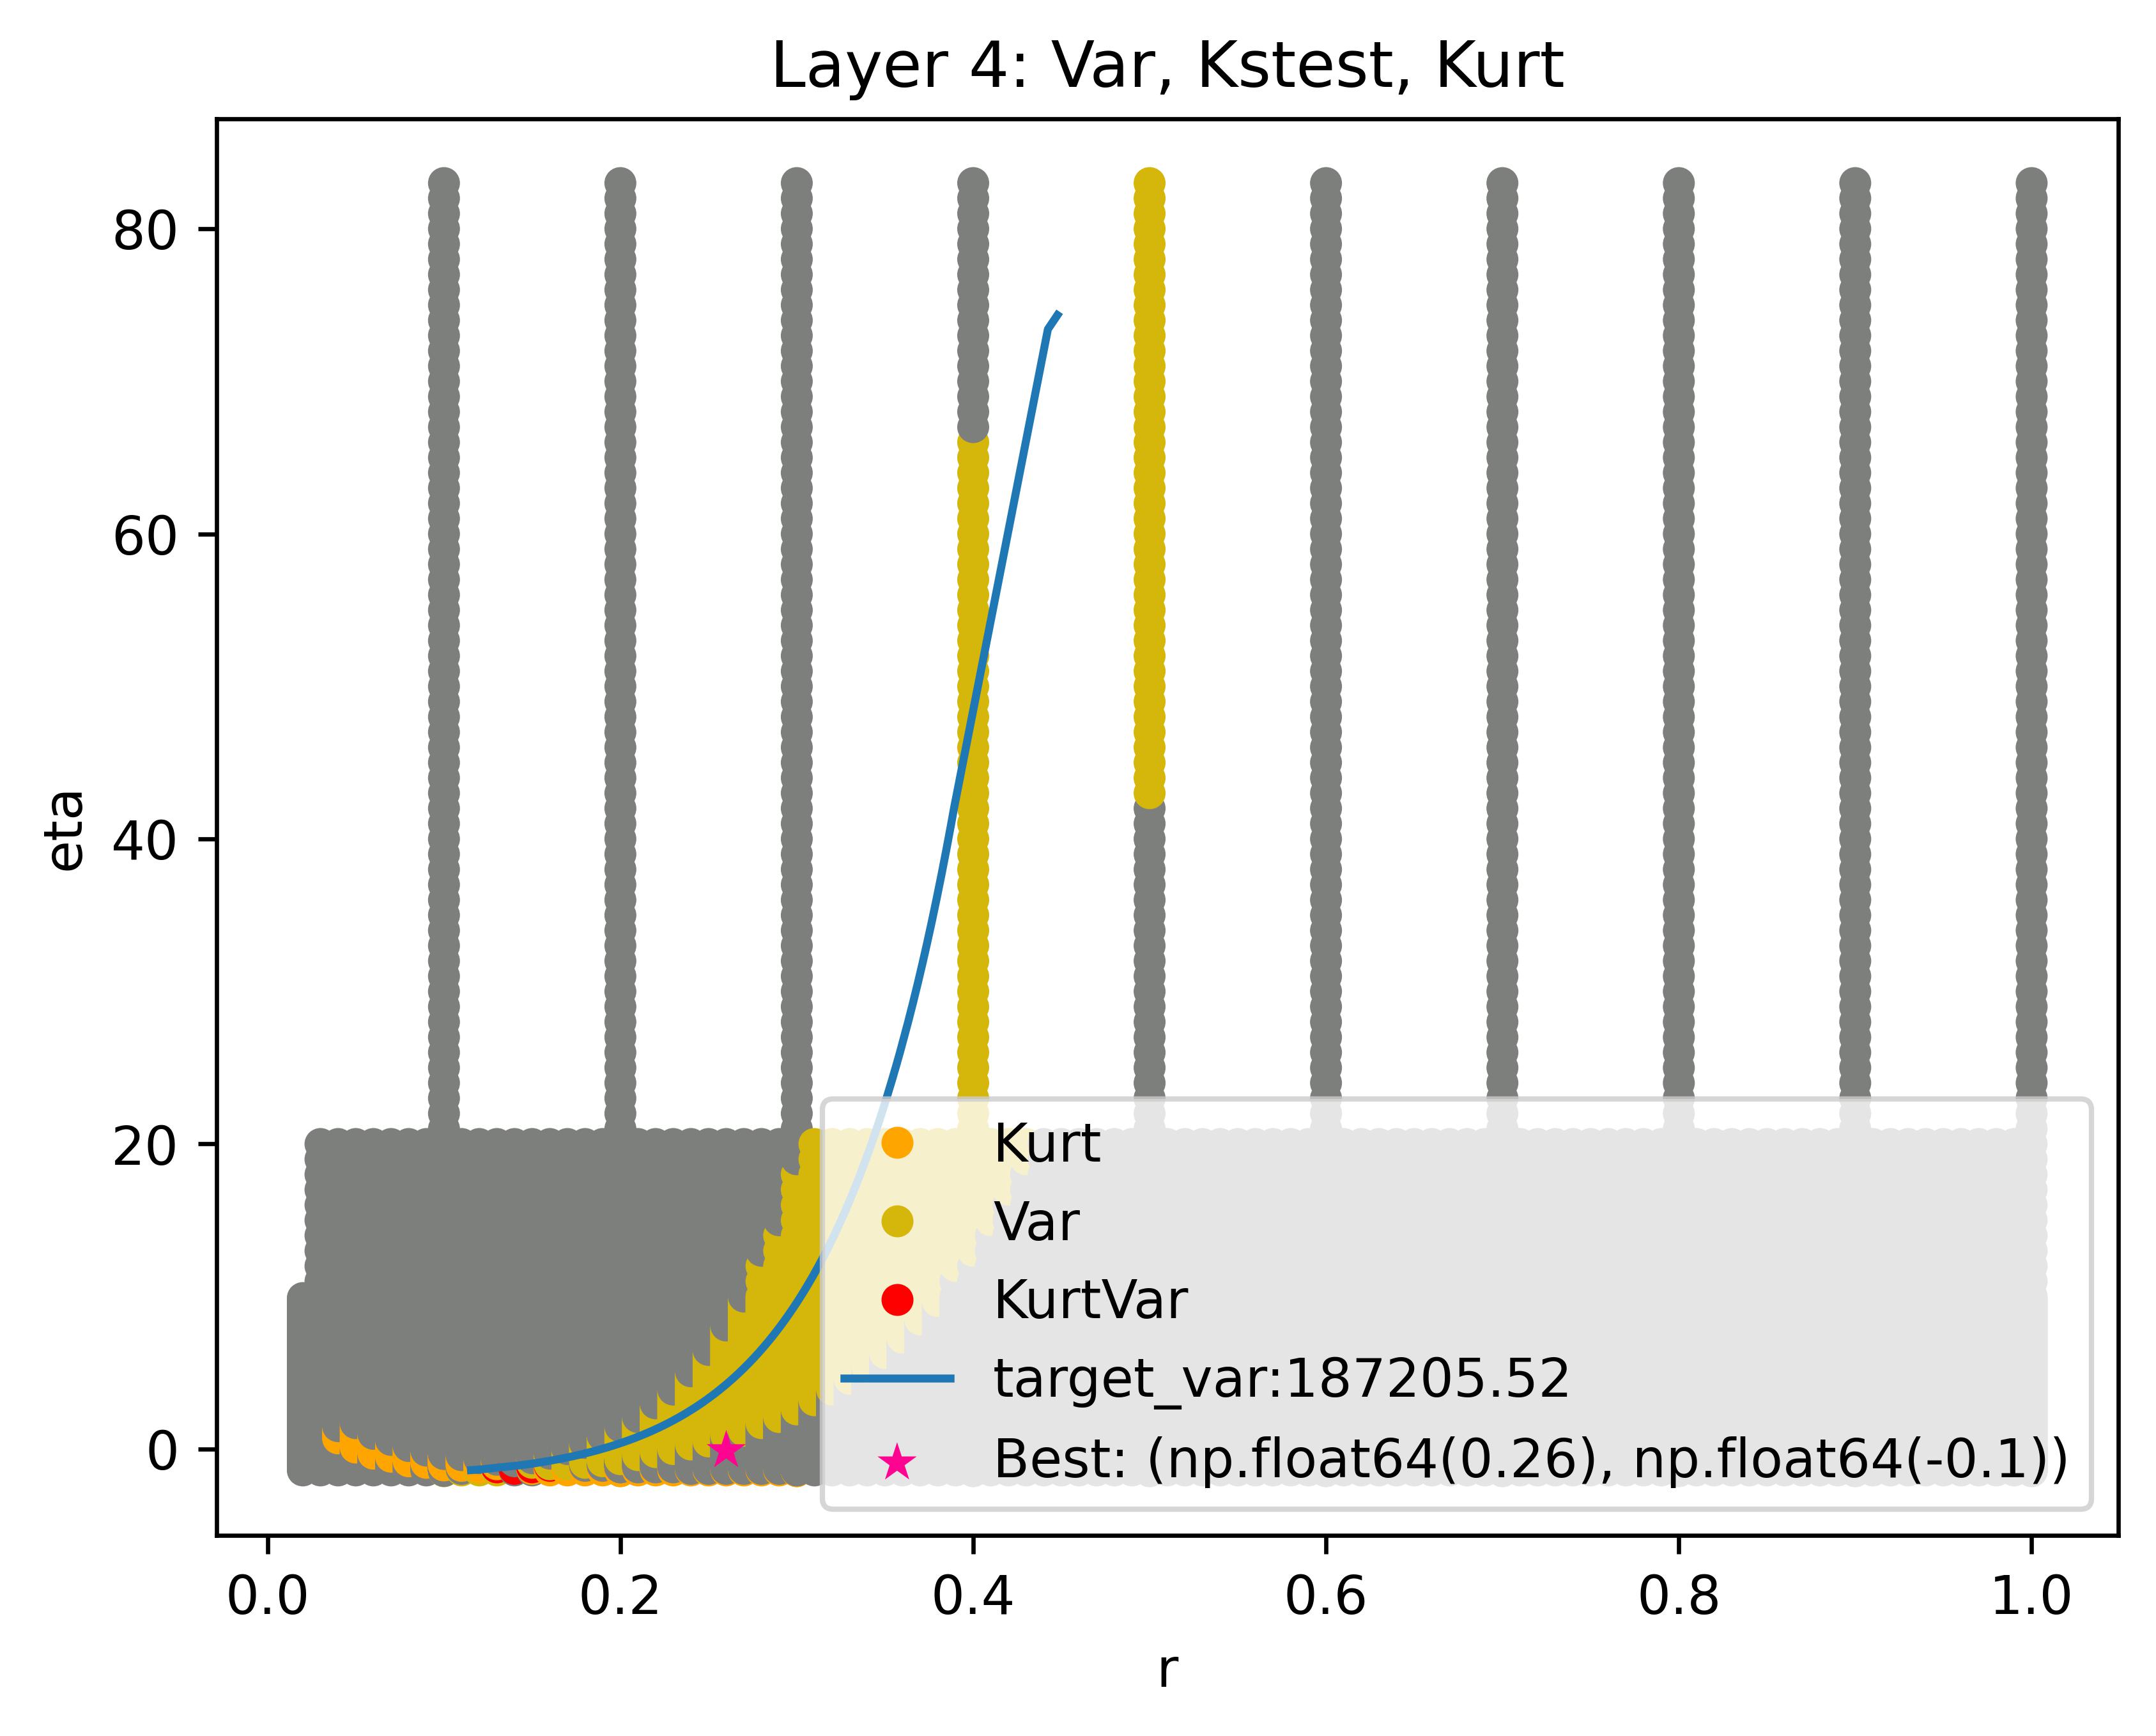 Layer 4: Var, Kstest, Kurt
80
60
40
20
0
eta
Kurt
Var
KurtVar
target_var:187205.52
Best: (np.float64(0.26), np.float64(-0.1))
0.0 0.2 0.4 0.6 0.8 1.0
r